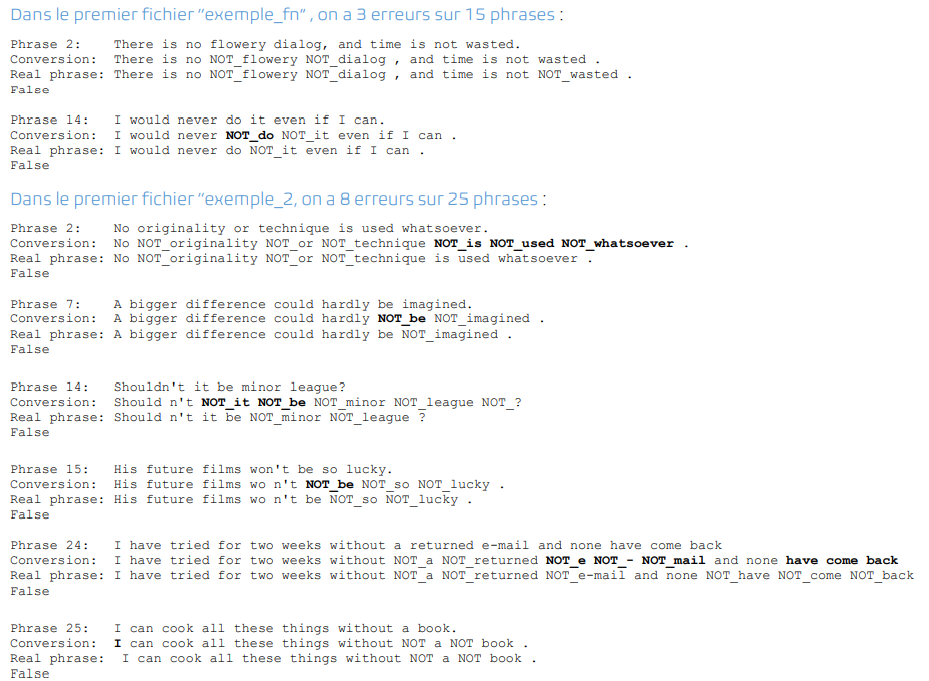 Dans le premier fichier "exemple_fn", on a 3 erreurs sur 15 phrases :
Phrase 2: There is no flowery dialog, and time is not wasted.
Conversion: There is no NOT_flowery NOT_dialog , and time is not wasted .
Real phrase: There is no NOT_flowery NOT_dialog , and time is not NOT_wasted .
False
Phrase 14: I would never do it even if I can.
Conversion: I would never NOT_do NOT_it even if I can .
Real phrase: I would never do NOT_it even if I can .
False
Dans le premier fichier "exemple_2, on a 8 erreurs sur 25 phrases :
Phrase 2: No originality or technique is used whatsoever.
Conversion: No NOT_originality NOT_or NOT_technique NOT_is NOT_used NOT_whatsoever .
Real phrase: No NOT_originality NOT_or NOT_technique is used whatsoever .
False
Phrase 7: A bigger difference could hardly be imagined.
Conversion: A bigger difference could hardly NOT_be NOT_imagined .
Real phrase: A bigger difference could hardly be NOT_imagined .
False
Phrase 14: Shouldn't it be minor league?
Conversion: Should n't NOT_it NOT_be NOT_minor NOT_league NOT_?
Real phrase: Should n't it be NOT_minor NOT_league ?
False
Phrase 15: His future films won't be so lucky.
Conversion: His future films wo n't NOT_be NOT_so NOT_lucky .
Real phrase: His future films wo n't be NOT_so NOT_lucky .
False
Phrase 24: I have tried for two weeks without a returned e-mail and none have come back
Conversion: I have tried for two weeks without NOT_a NOT_returned NOT_e NOT_- NOT_mail and none have come back
Real phrase: I have tried for two weeks without NOT_a NOT_returned NOT_e-mail and none NOT_have NOT_come NOT_back
False
Phrase 25: I can cook all these things without a book.
Conversion: I can cook all these things without NOT a NOT book .
Real phrase: I can cook all these things without NOT a NOT book .
False